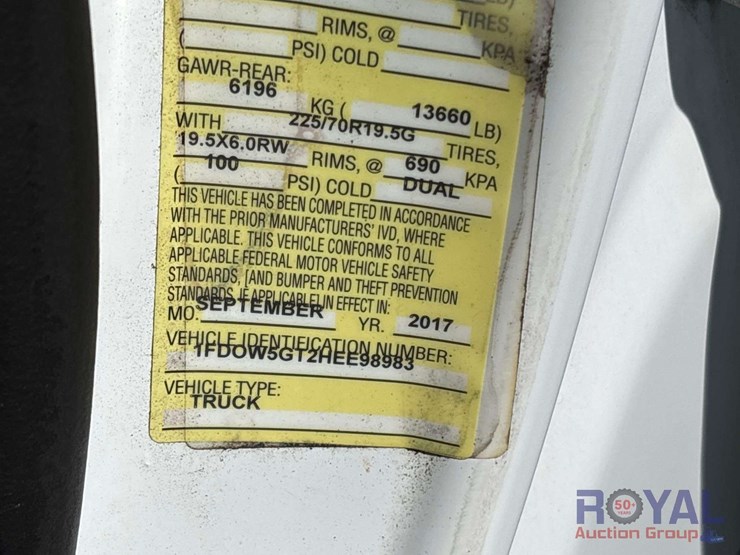 TIRES,
RIMS, @ KPA
( PSI) COLD
GAWR-REAR:
6196 KG ( 13660 LB)
WITH 225/70R19.5G TIRES,
19.5X6.0RW RIMS, @ 690 KPA
( 100 PSI) COLD DUAL
THIS VEHICLE HAS BEEN COMPLETED IN ACCORDANCE
WITH THE PRIOR MANUFACTURERS' IVD, WHERE
APPLICABLE. THIS VEHICLE CONFORMS TO ALL
APPLICABLE FEDERAL MOTOR VEHICLE SAFETY
STANDARDS, [AND BUMPER AND THEFT PREVENTION
STANDARDS, IF APPLICABLE] IN EFFECT IN:
MO. SEPTEMBER YR. 2017
VEHICLE IDENTIFICATION NUMBER:
1FDOW5GT2HEE98983
VEHICLE TYPE:
TRUCK
ROYAL
50+
YEARS
Auction Group